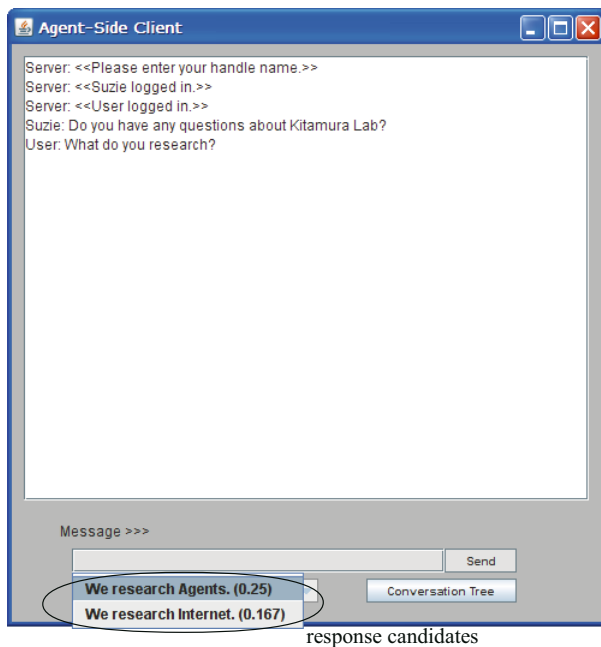 Agent-Side Client
Server: <<Please enter your handle name.>>
Server: <<Suzie logged in.>>
Server: <<User logged in.>>
Suzie: Do you have any questions about Kitamura Lab?
User: What do you research?
Message >>>
Send
We research Agents. (0.25)
Conversation Tree
We research Internet. (0.167)
response candidates